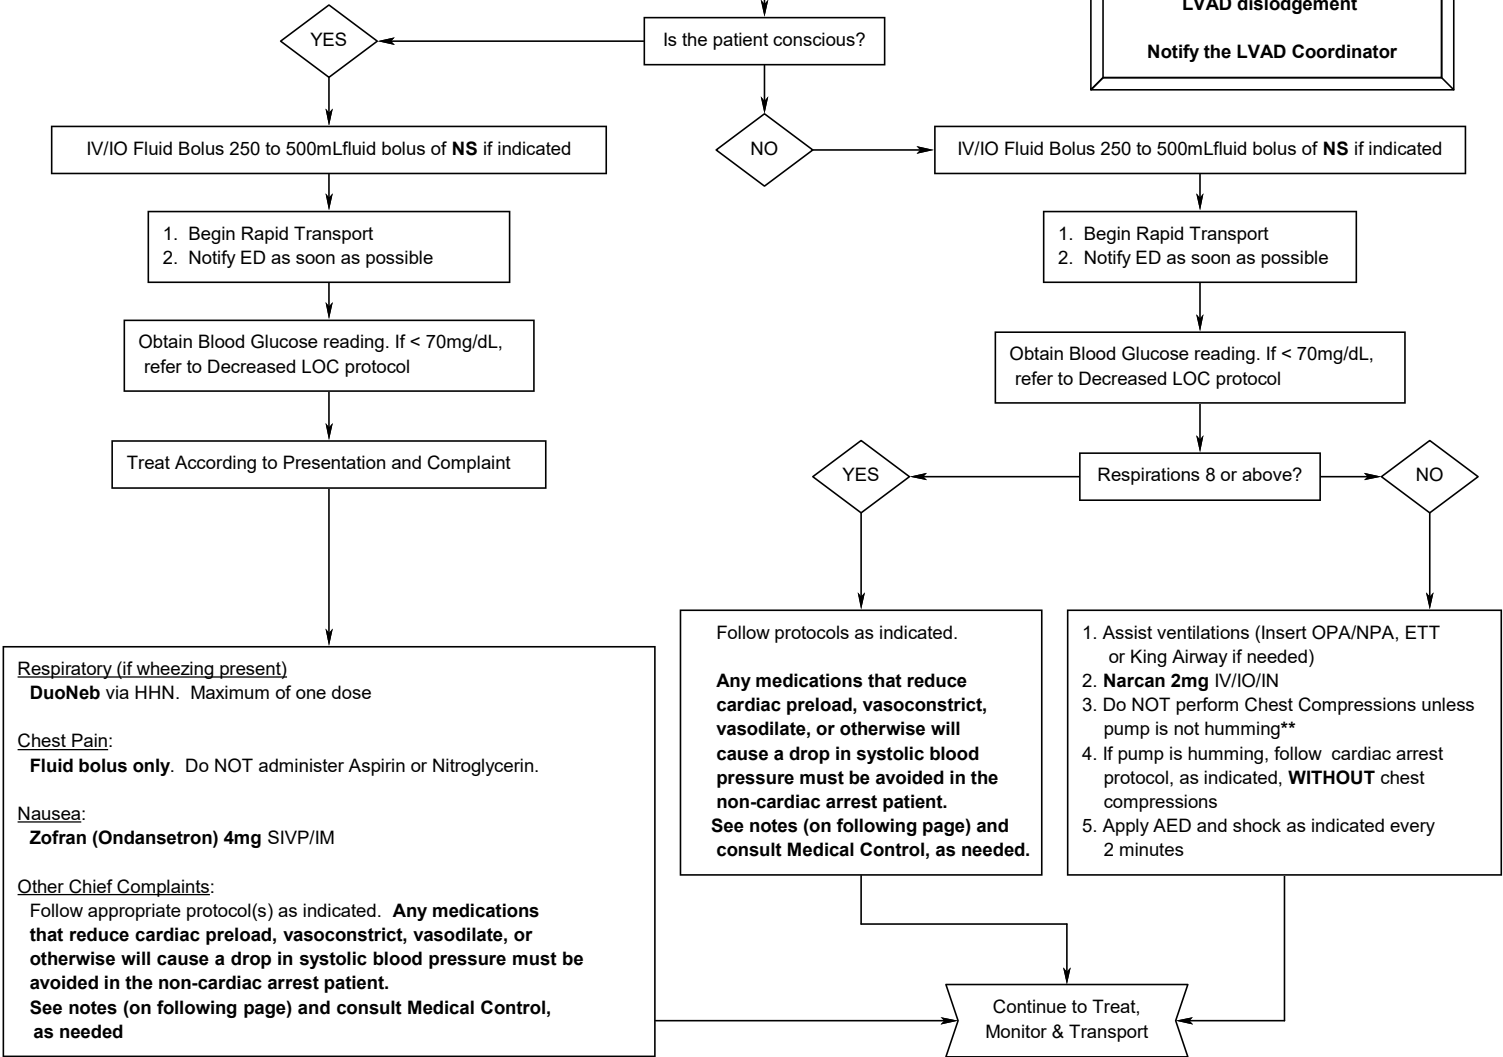 LVAD dislodgement
Notify the LVAD Coordinator
Is the patient conscious?
YES
IV/IO Fluid Bolus 250 to 500mLfluid bolus of NS if indicated
1. Begin Rapid Transport
2. Notify ED as soon as possible
Obtain Blood Glucose reading. If < 70mg/dL,
refer to Decreased LOC protocol
Treat According to Presentation and Complaint
Respiratory (if wheezing present)
DuoNeb via HHN. Maximum of one dose
Chest Pain:
Fluid bolus only. Do NOT administer Aspirin or Nitroglycerin.
Nausea:
Zofran (Ondansetron) 4mg SIVP/IM
Other Chief Complaints:
Follow appropriate protocol(s) as indicated. Any medications
that reduce cardiac preload, vasoconstrict, vasodilate, or
otherwise will cause a drop in systolic blood pressure must be
avoided in the non-cardiac arrest patient.
See notes (on following page) and consult Medical Control,
as needed
NO
IV/IO Fluid Bolus 250 to 500mLfluid bolus of NS if indicated
1. Begin Rapid Transport
2. Notify ED as soon as possible
Obtain Blood Glucose reading. If < 70mg/dL,
refer to Decreased LOC protocol
Respirations 8 or above?
YES
Follow protocols as indicated.
Any medications that reduce
cardiac preload, vasoconstrict,
vasodilate, or otherwise will
cause a drop in systolic blood
pressure must be avoided in the
non-cardiac arrest patient.
See notes (on following page) and
consult Medical Control, as needed.
NO
1. Assist ventilations (Insert OPA/NPA, ETT
or King Airway if needed)
2. Narcan 2mg IV/IO/IN
3. Do NOT perform Chest Compressions unless
pump is not humming**
4. If pump is humming, follow cardiac arrest
protocol, as indicated, WITHOUT chest
compressions
5. Apply AED and shock as indicated every
2 minutes
Continue to Treat,
Monitor & Transport